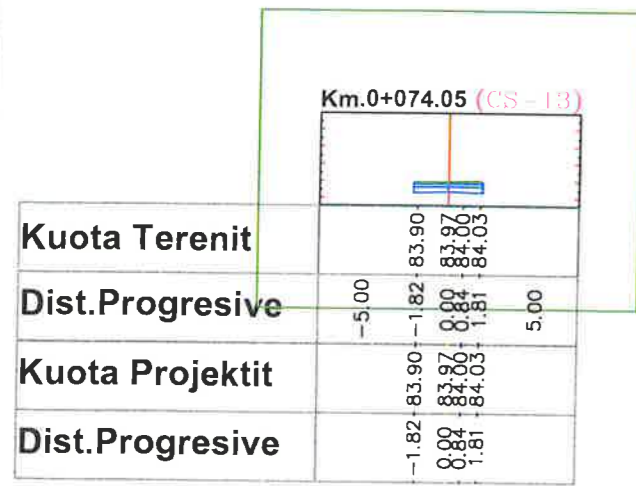 Km.0+074.05 (CS-13)
Kuota Terenit 83.90 83.97 84.00 84.03
Dist.Progresive -5.00 -1.82 0.00 0.84 1.81 5.00
Kuota Projektit 83.90 83.97 84.00 84.03
Dist.Progresive -1.82 0.00 0.84 1.81